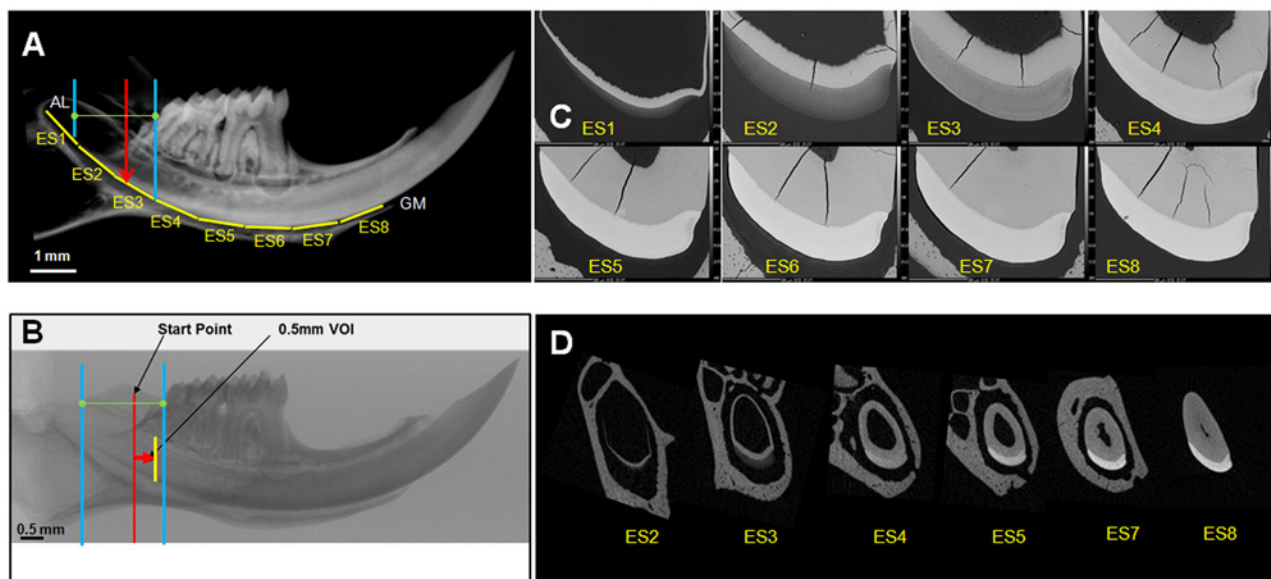 A
AL
ES1
ES2
ES3
ES4
ES5
ES6
ES7
ES8
GM
1 mm
C
ES1
ES2
ES3
ES4
ES5
ES6
ES7
ES8
B
Start Point
0.5mm VOI
0.5 mm
D
ES2
ES3
ES4
ES5
ES7
ES8